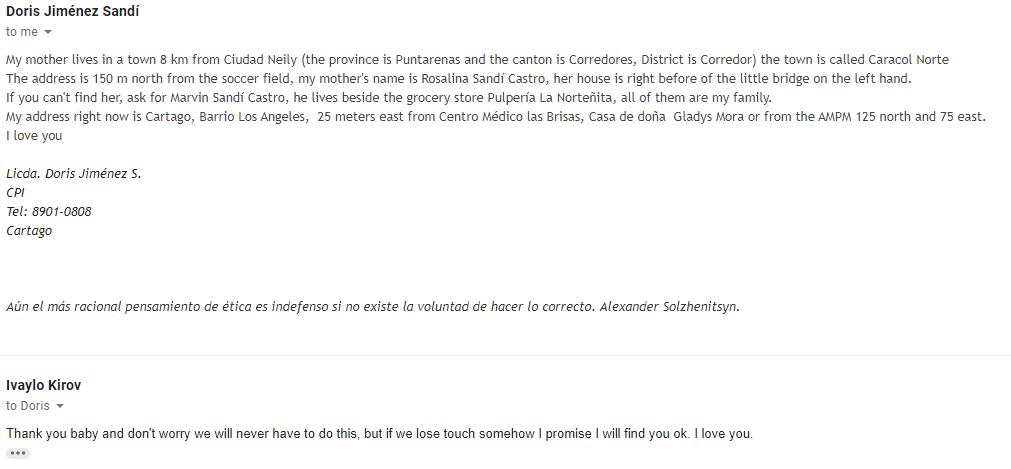 Doris Jiménez Sandí
to me
My mother lives in a town 8 km from Ciudad Neily (the province is Puntarenas and the canton is Corredores, District is Corredor) the town is called Caracol Norte
The address is 150 m north from the soccer field, my mother's name is Rosalina Sandí Castro, her house is right before of the little bridge on the left hand.
If you can't find her, ask for Marvin Sandí Castro, he lives beside the grocery store Pulpería La Norteñita, all of them are my family.
My address right now is Cartago, Barrio Los Angeles, 25 meters east from Centro Médico las Brisas, Casa de doña Gladys Mora or from the AMPM 125 north and 75 east.
I love you
Licda. Doris Jiménez S.
CPI
Tel: 8901-0808
Cartago
Aún el más racional pensamiento de ética es indefenso si no existe la voluntad de hacer lo correcto. Alexander Solzhenitsyn.
Ivaylo Kirov
to Doris
Thank you baby and don't worry we will never have to do this, but if we lose touch somehow I promise I will find you ok. I love you.